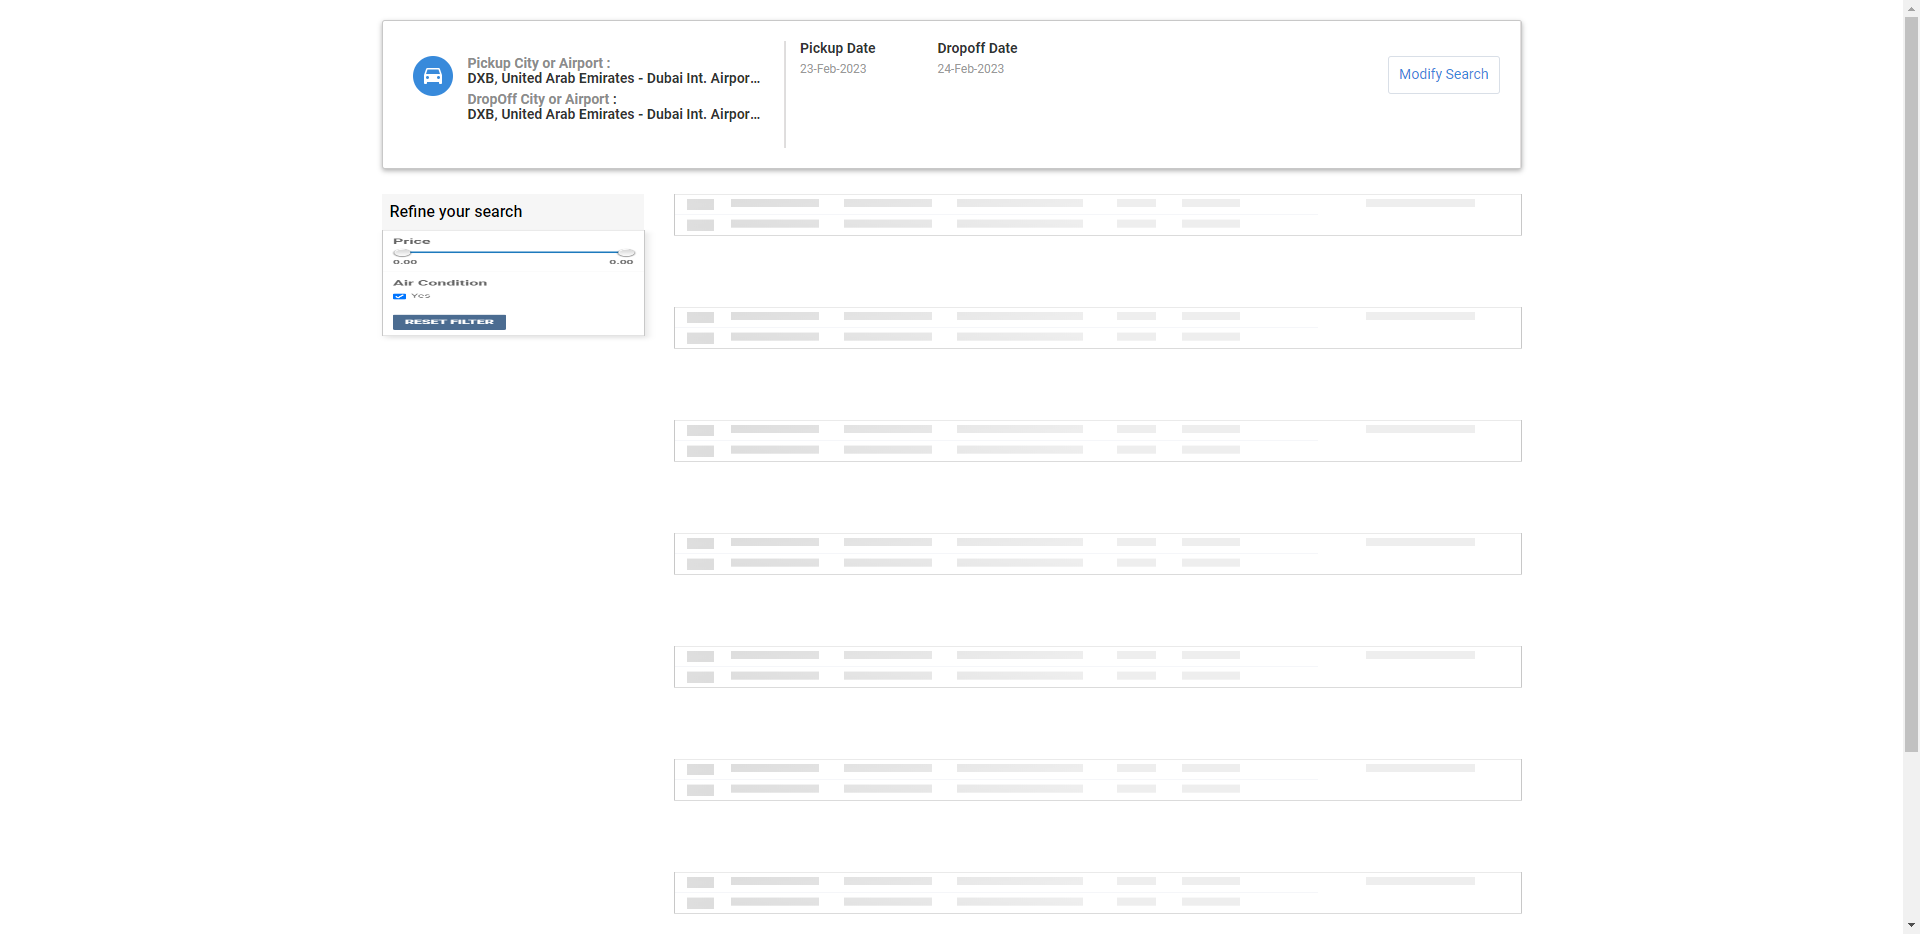 Pickup City or Airport :
DXB, United Arab Emirates - Dubai Int. Airpor...
DropOff City or Airport :
DXB, United Arab Emirates - Dubai Int. Airpor...
Pickup Date
23-Feb-2023
Dropoff Date
24-Feb-2023
Modify Search
Refine your search
Price
0.00 0.00
Air Condition
Yes
RESET FILTER